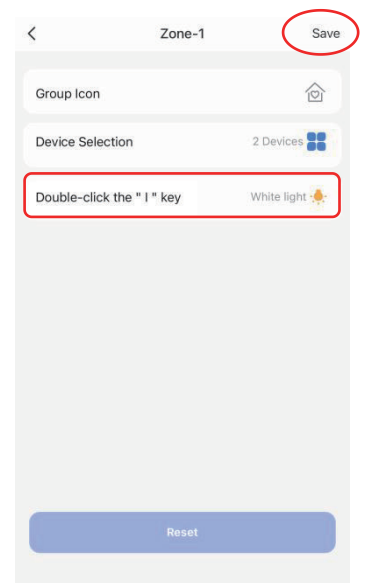 Zone-1 Save
Group Icon
Device Selection 2 Devices
Double-click the " I " key White light
Reset